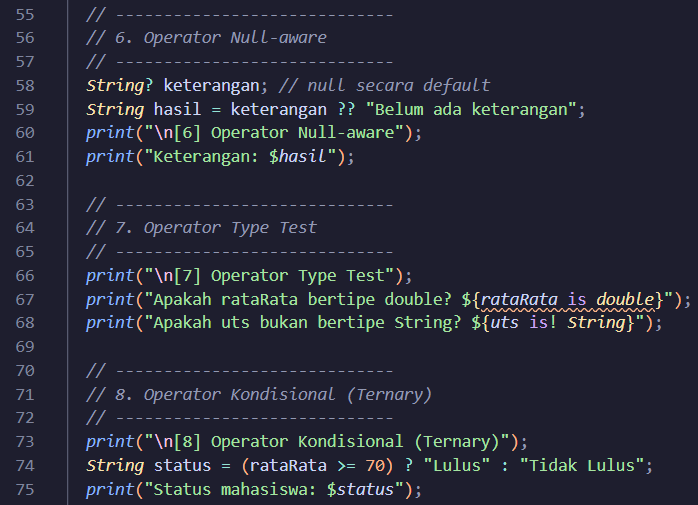 55 // -----------------------------
56 // 6. Operator Null-aware
57 // -----------------------------
58 String? keterangan; // null secara default
59 String hasil = keterangan ?? "Belum ada keterangan";
60 print("\n[6] Operator Null-aware");
61 print("Keterangan: $hasil");
62
63 // -----------------------------
64 // 7. Operator Type Test
65 // -----------------------------
66 print("\n[7] Operator Type Test");
67 print("Apakah rataRata bertipe double? ${rataRata is double}");
68 print("Apakah uts bukan bertipe String? ${uts is! String}");
69
70 // -----------------------------
71 // 8. Operator Kondisional (Ternary)
72 // -----------------------------
73 print("\n[8] Operator Kondisional (Ternary)");
74 String status = (rataRata >= 70) ? "Lulus" : "Tidak Lulus";
75 print("Status mahasiswa: $status");